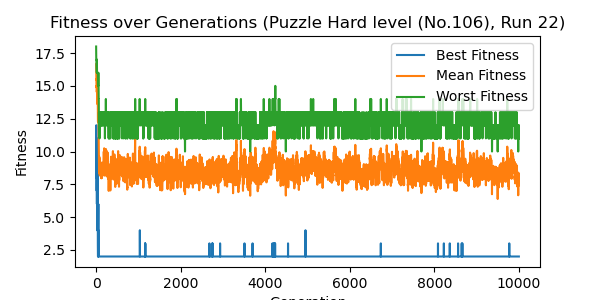 Fitness over Generations (Puzzle Hard level (No.106), Run 22)
Fitness
17.5
15.0
12.5
10.0
7.5
5.0
2.5
Best Fitness
Mean Fitness
Worst Fitness
0 2000 4000 6000 8000 10000
Generation